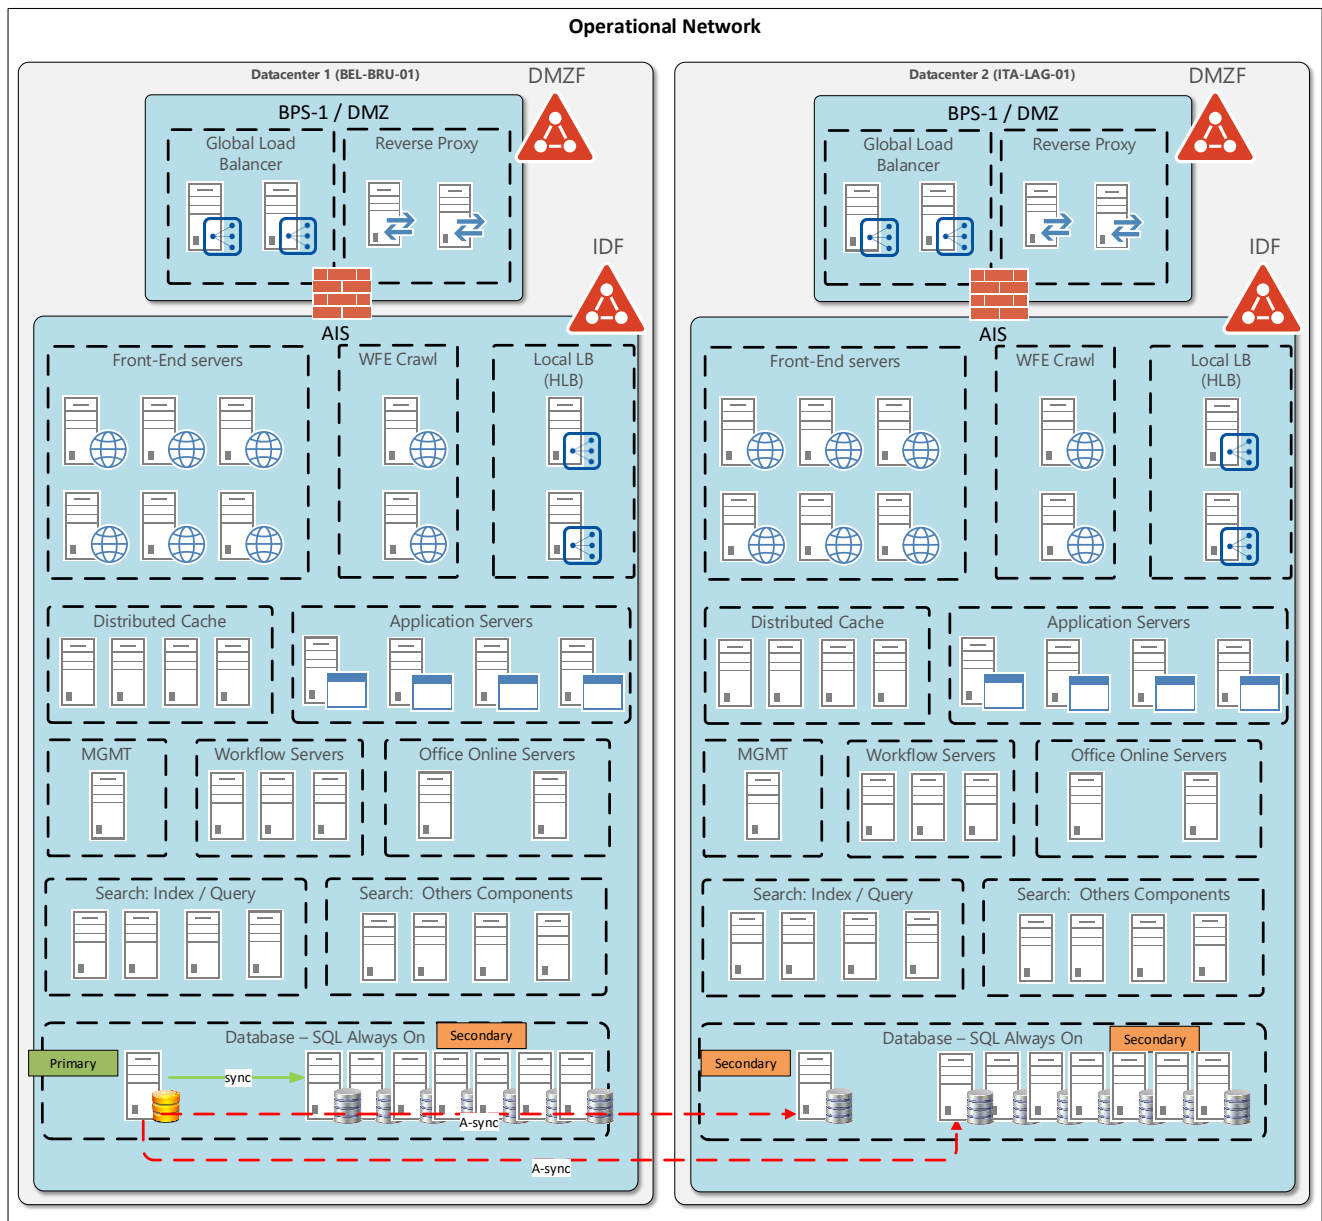 Operational Network
Datacenter 1 (BEL-BRU-01)
DMZF
BPS-1 / DMZ
Global Load
Balancer
Reverse Proxy
IDF
AIS
Front-End servers
WFE Crawl
Local LB
(HLB)
Distributed Cache
Application Servers
MGMT
Workflow Servers
Office Online Servers
Search: Index / Query
Search: Others Components
Database – SQL Always On
Secondary
Primary
sync
A-sync
A-sync
Datacenter 2 (ITA-LAG-01)
DMZF
BPS-1 / DMZ
Global Load
Balancer
Reverse Proxy
IDF
AIS
Front-End servers
WFE Crawl
Local LB
(HLB)
Distributed Cache
Application Servers
MGMT
Workflow Servers
Office Online Servers
Search: Index / Query
Search: Others Components
Database – SQL Always On
Secondary
Secondary